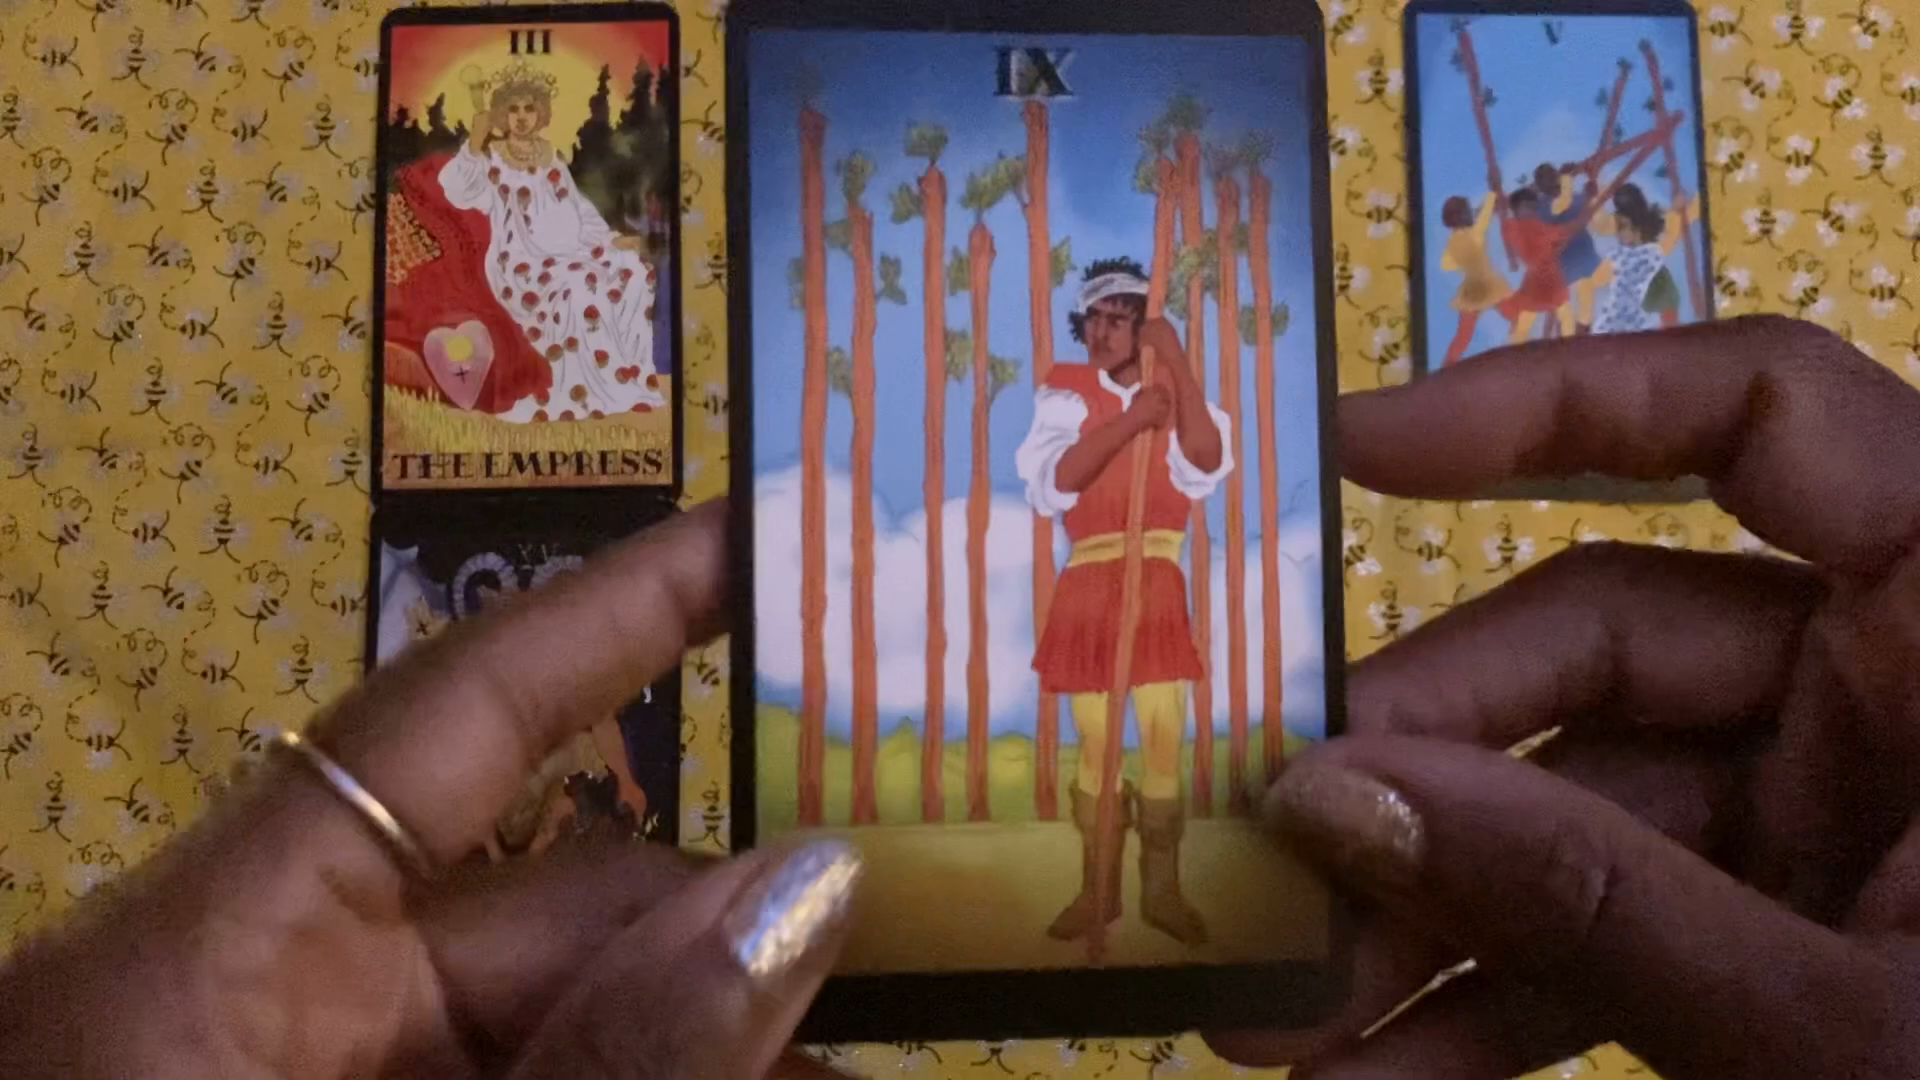 III
THE EMPRESS
IX
V